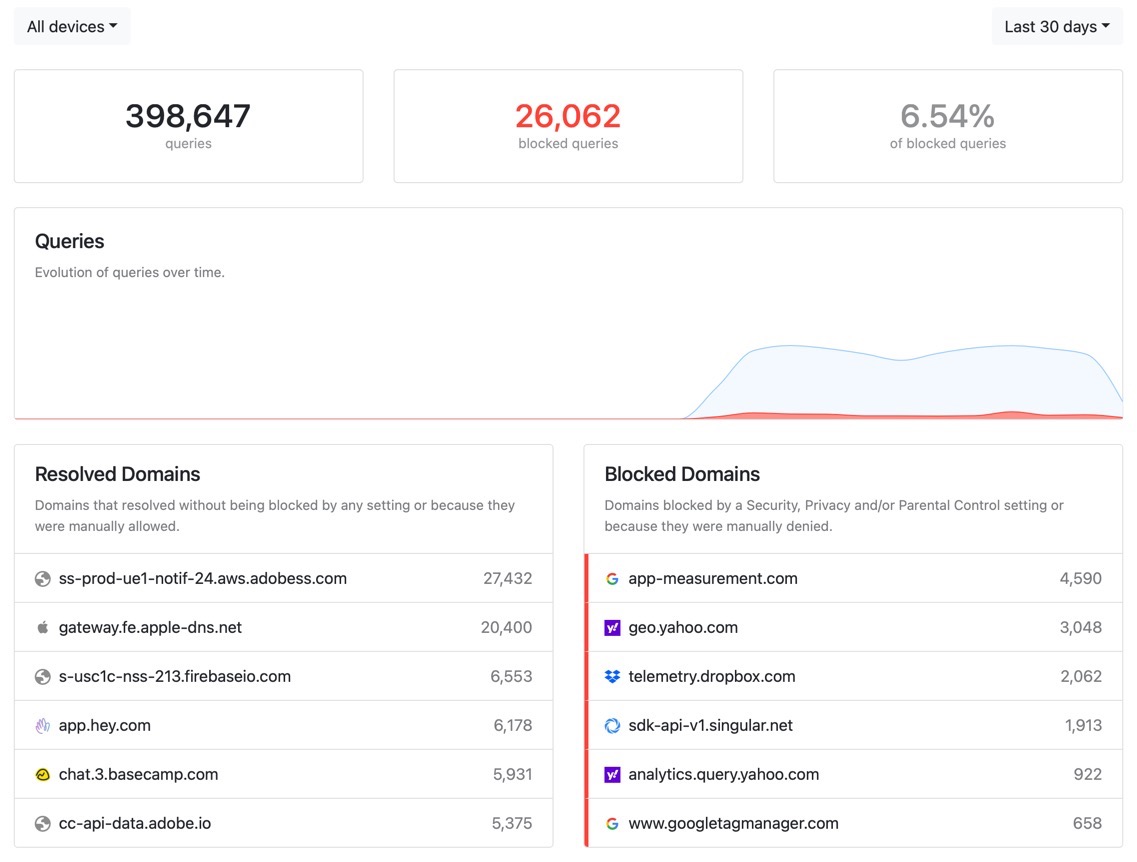 All devices
Last 30 days
398,647
queries
26,062
blocked queries
6.54%
of blocked queries
Queries
Evolution of queries over time.
Resolved Domains
Domains that resolved without being blocked by any setting or because they
were manually allowed.
ss-prod-ue1-notif-24.aws.adobess.com 27,432
gateway.fe.apple-dns.net 20,400
s-usc1c-nss-213.firebaseio.com 6,553
app.hey.com 6,178
chat.3.basecamp.com 5,931
cc-api-data.adobe.io 5,375
Blocked Domains
Domains blocked by a Security, Privacy and/or Parental Control setting or
because they were manually denied.
app-measurement.com 4,590
geo.yahoo.com 3,048
telemetry.dropbox.com 2,062
sdk-api-v1.singular.net 1,913
analytics.query.yahoo.com 922
www.googletagmanager.com 658